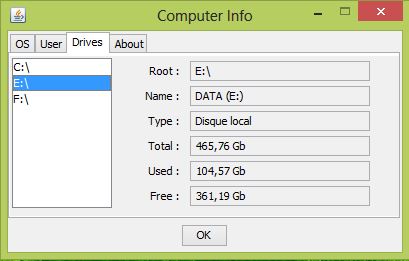 Computer Info
OS User Drives About
C:\
E:\
F:\
Root : E:\
Name : DATA (E:)
Type : Disque local
Total : 465,76 Gb
Used : 104,57 Gb
Free : 361,19 Gb
OK